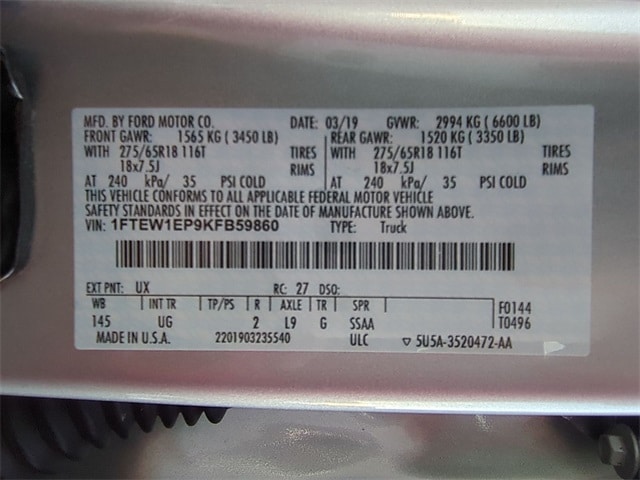 MFD. BY FORD MOTOR CO. DATE: 03/19 GVWR: 2994 KG ( 6600 LB)
FRONT GAWR: 1565 KG ( 3450 LB) REAR GAWR: 1520 KG ( 3350 LB)
WITH 275/65R18 116T TIRES WITH 275/65R18 116T TIRES
18x7.5J RIMS 18x7.5J RIMS
AT 240 kPa/ 35 PSI COLD AT 240 kPa/ 35 PSI COLD
THIS VEHICLE CONFORMS TO ALL APPLICABLE FEDERAL MOTOR VEHICLE
SAFETY STANDARDS IN EFFECT ON THE DATE OF MANUFACTURE SHOWN ABOVE.
VIN: 1FTEW1EP9KFB59860 TYPE: Truck
EXT PNT: UX RC: 27 DSO:
WB INT TR TP/PS R AXLE TR SPR F0144
145 UG 2 L9 G SSAA T0496
MADE IN U.S.A. 2201903235540 ULC ▽ 5U5A-3520472-AA